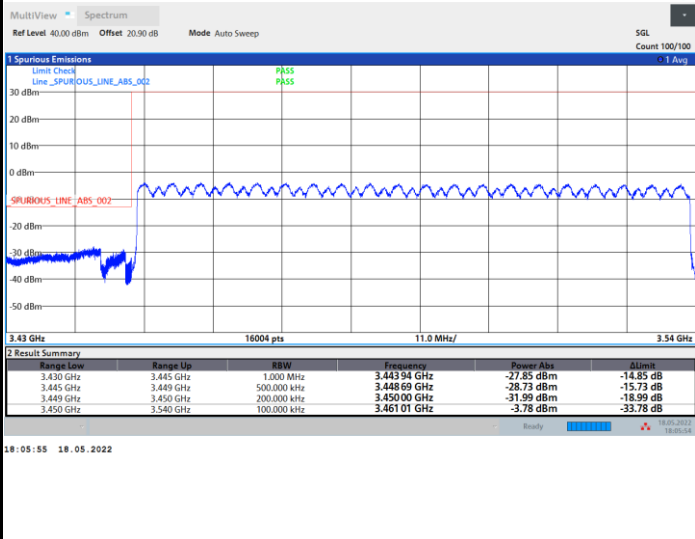 MultiView Spectrum
Ref Level 40.00 dBm Offset 20.90 dB Mode Auto Sweep SGL
Count 100/100
1 Spurious Emissions 1 Avg
Limit Check PASS
Line _SPURIOUS_LINE_ABS_002 PASS
30 dBm
20 dBm
10 dBm
0 dBm
_SPURIOUS_LINE_ABS_002
-20 dBm
-30 dBm
-40 dBm
-50 dBm
3.43 GHz 16004 pts 11.0 MHz/ 3.54 GHz
2 Result Summary
Range Low Range Up RBW Frequency Power Abs ΔLimit
3.430 GHz 3.445 GHz 1.000 MHz 3.443 94 GHz -27.85 dBm -14.85 dB
3.445 GHz 3.449 GHz 500.000 kHz 3.448 69 GHz -28.73 dBm -15.73 dB
3.449 GHz 3.450 GHz 200.000 kHz 3.450 00 GHz -31.99 dBm -18.99 dB
3.450 GHz 3.540 GHz 100.000 kHz 3.461 01 GHz -3.78 dBm -33.78 dB
Ready 18.05.2022
18:05:54
18:05:55 18.05.2022